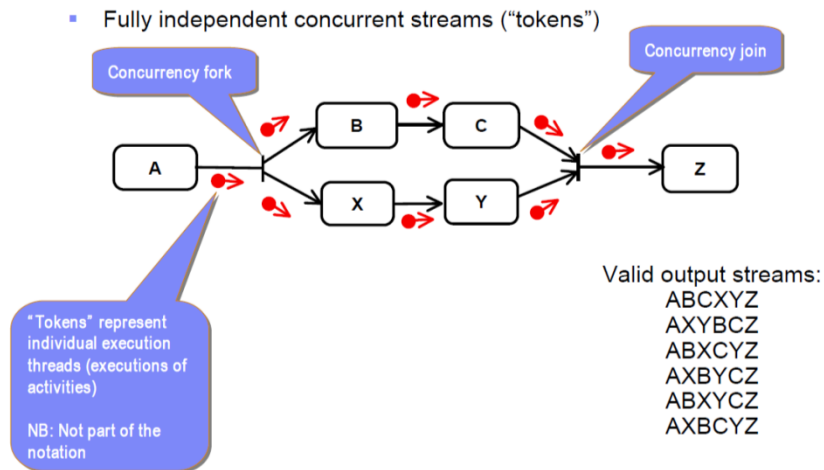 ▪ Fully independent concurrent streams (“tokens”)
Concurrency fork
Concurrency join
A
B
C
X
Y
Z
“Tokens” represent
individual execution
threads (executions of
activities)
NB: Not part of the
notation
Valid output streams:
ABCXYZ
AXYBCZ
ABXCYZ
AXBYCZ
ABXYCZ
AXBCYZ